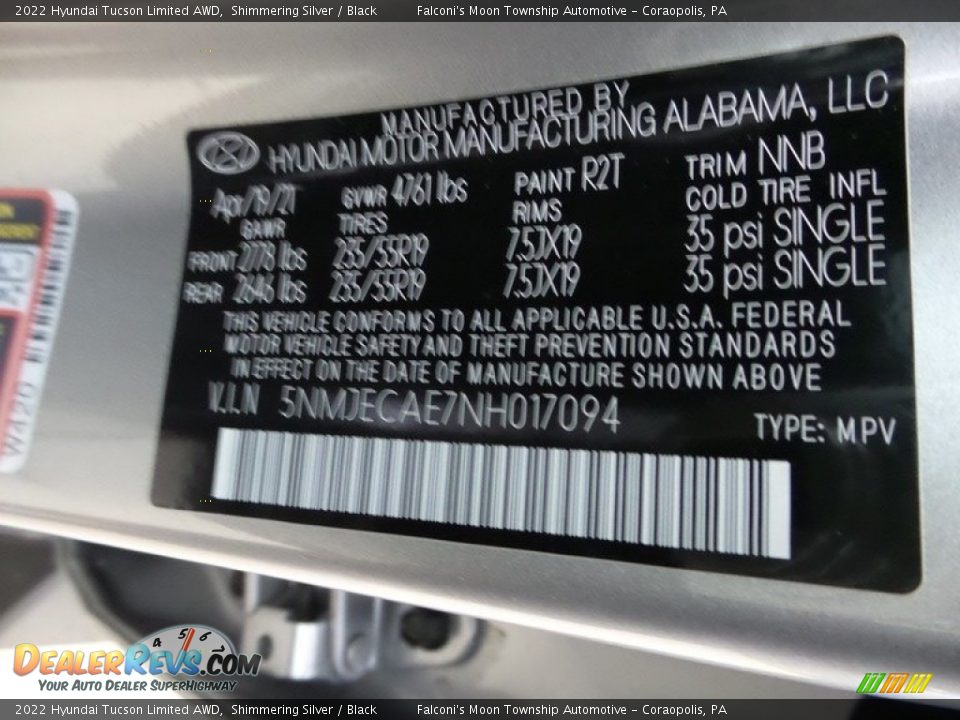 2022 Hyundai Tucson Limited AWD, Shimmering Silver / Black Falconi's Moon Township Automotive - Coraopolis, PA
MANUFACTURED BY
HYUNDAI MOTOR MANUFACTURING ALABAMA, LLC
Apr/19/21 GVWR 4761 lbs PAINT R2T TRIM NNB
GAWR TIRES RIMS COLD TIRE INFL
FRONT 2778 lbs 235/55R19 7.5JX19 35 psi SINGLE
REAR 2646 lbs 235/55R19 7.5JX19 35 psi SINGLE
THIS VEHICLE CONFORMS TO ALL APPLICABLE U.S.A. FEDERAL
MOTOR VEHICLE SAFETY AND THEFT PREVENTION STANDARDS
IN EFFECT ON THE DATE OF MANUFACTURE SHOWN ABOVE
V.I.N 5NMJECAE7NH017094
TYPE: MPV
W420
4 5 6
DEALERREVS.COM
YOUR AUTO DEALER SUPERHIGHWAY
2022 Hyundai Tucson Limited AWD, Shimmering Silver / Black Falconi's Moon Township Automotive - Coraopolis, PA